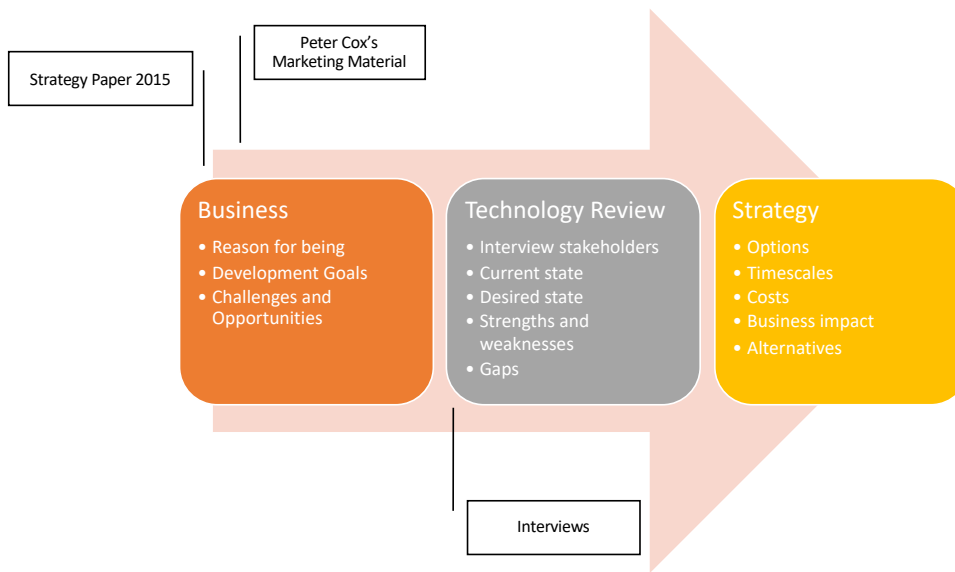 Peter Cox's
Marketing Material
Strategy Paper 2015
Business
• Reason for being
• Development Goals
• Challenges and
Opportunities
Technology Review
• Interview stakeholders
• Current state
• Desired state
• Strengths and
weaknesses
• Gaps
Strategy
• Options
• Timescales
• Costs
• Business impact
• Alternatives
Interviews